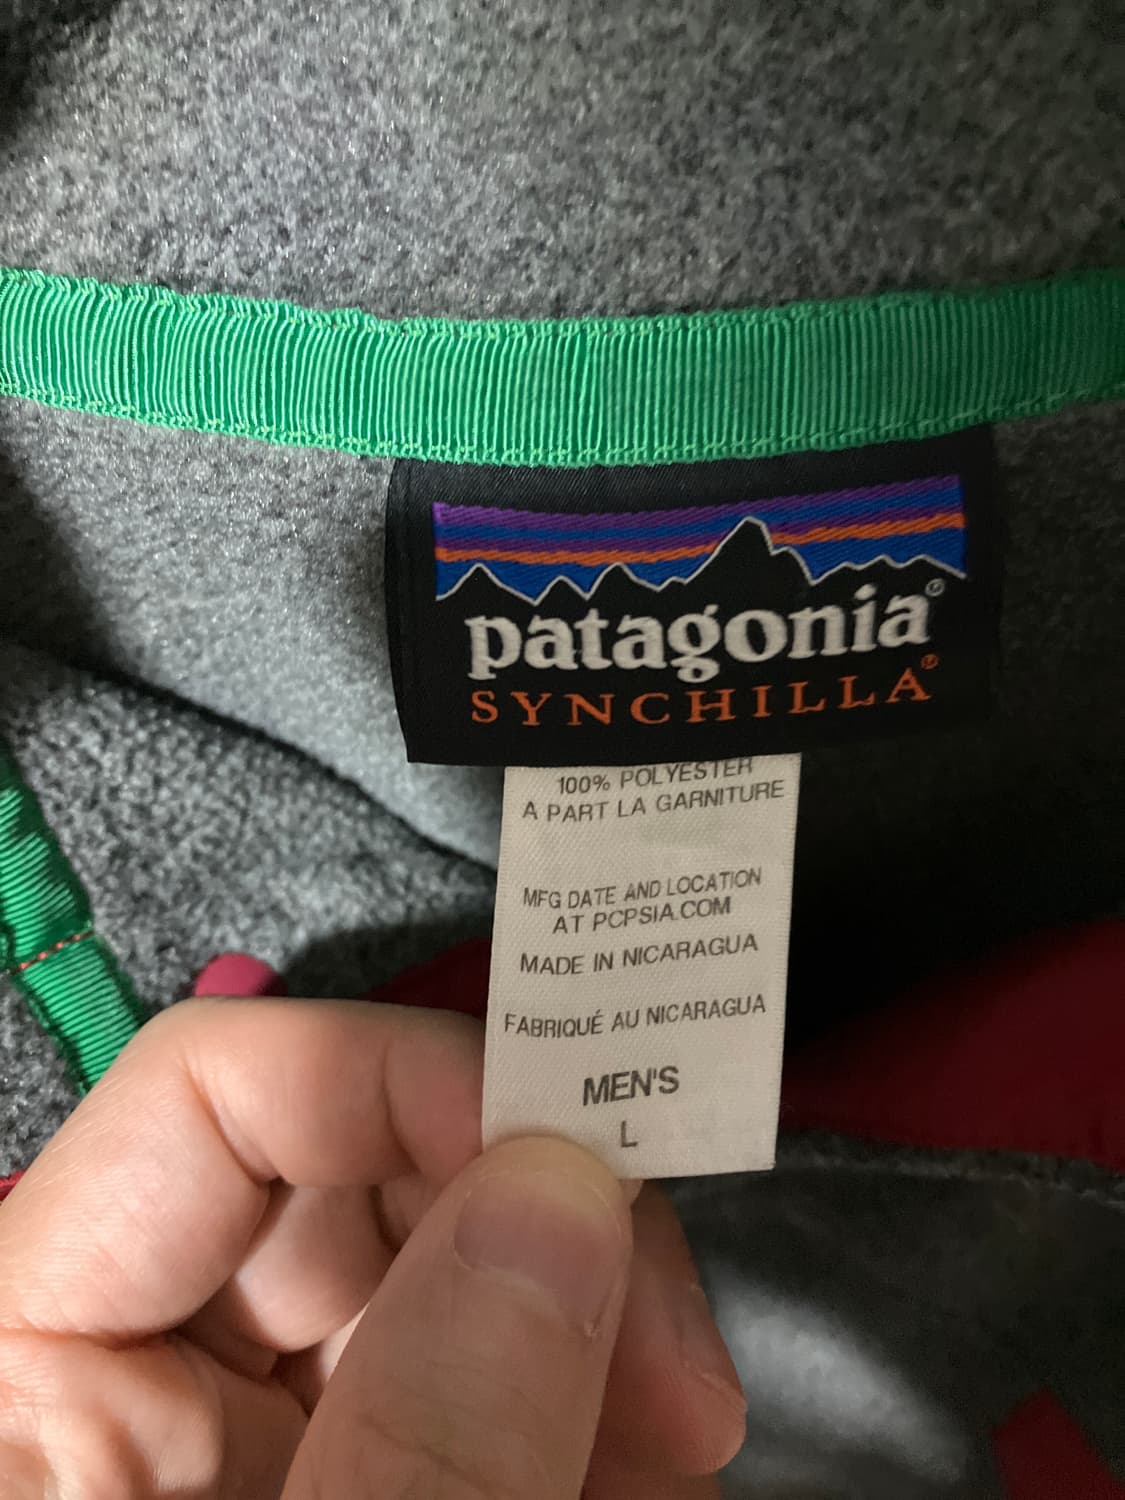 patagonia®
SYNCHILLA®
100% POLYESTER
A PART LA GARNITURE
MFG DATE AND LOCATION
AT PCPSIA.COM
MADE IN NICARAGUA
FABRIQUÉ AU NICARAGUA
MEN'S
L